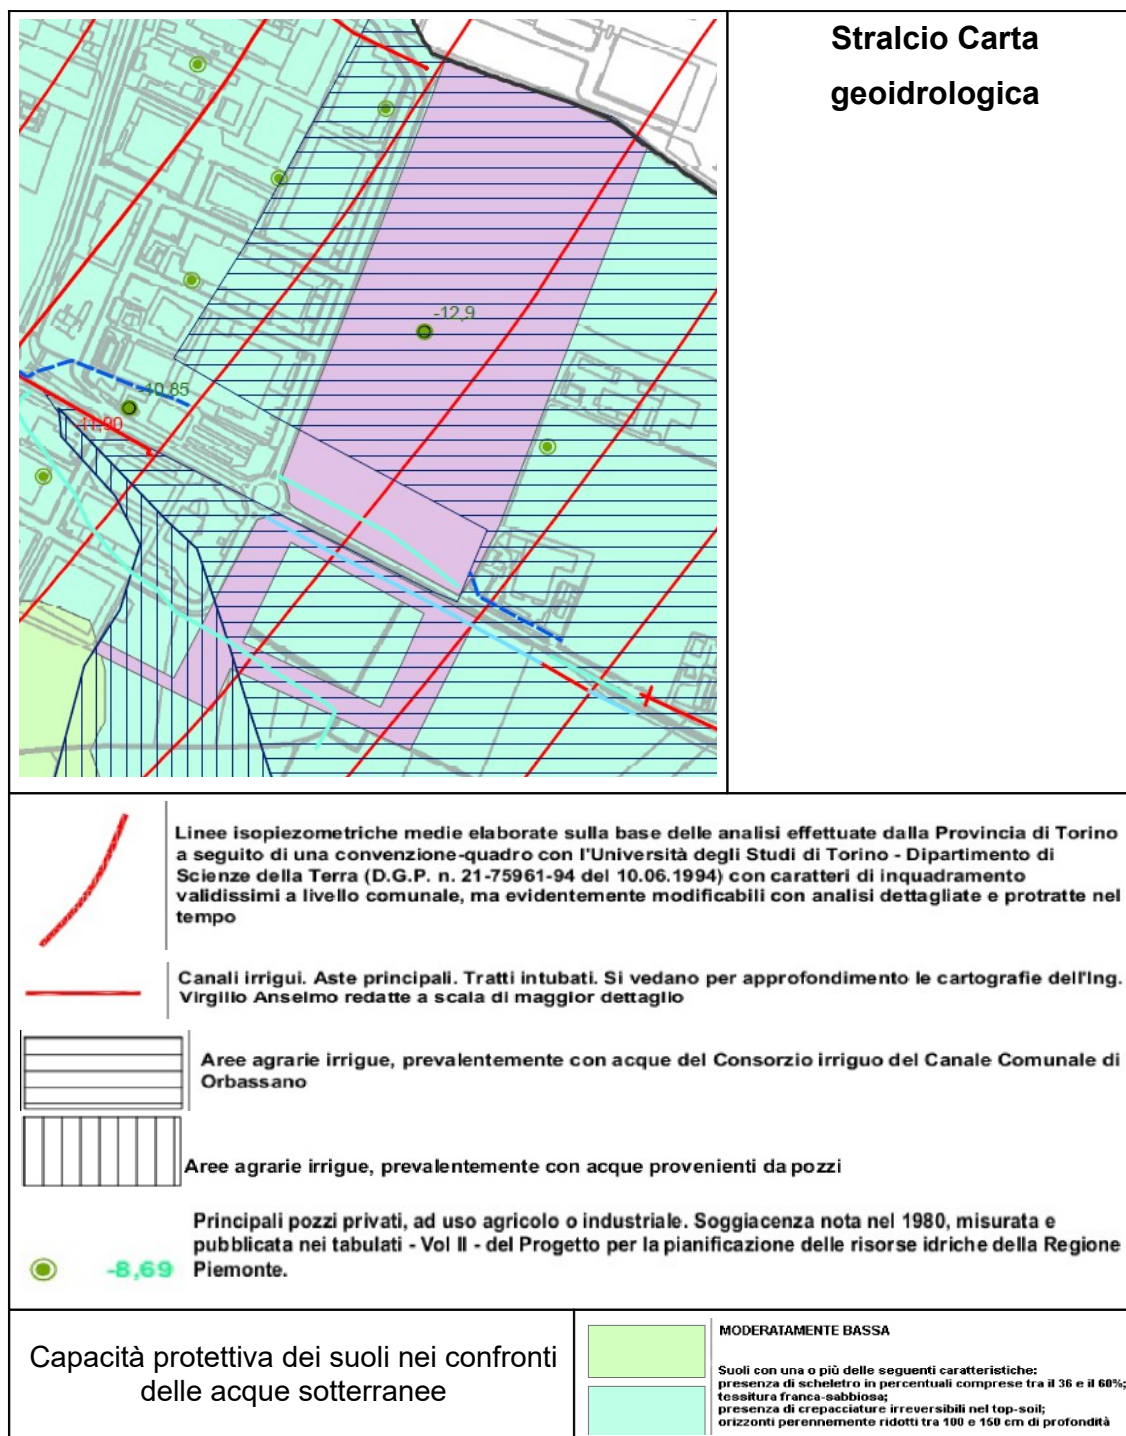 Stralcio Carta
geoidrologica
-12,9
-10,85
-11,90
Linee isopiezometriche medie elaborate sulla base delle analisi effettuate dalla Provincia di Torino
a seguito di una convenzione-quadro con l'Università degli Studi di Torino - Dipartimento di
Scienze della Terra (D.G.P. n. 21-75961-94 del 10.06.1994) con caratteri di inquadramento
validissimi a livello comunale, ma evidentemente modificabili con analisi dettagliate e protratte nel
tempo
Canali irrigui. Aste principali. Tratti intubati. Si vedano per approfondimento le cartografie dell'Ing.
Virgilio Anselmo redatte a scala di maggior dettaglio
Aree agrarie irrigue, prevalentemente con acque del Consorzio irriguo del Canale Comunale di
Orbassano
Aree agrarie irrigue, prevalentemente con acque provenienti da pozzi
Principali pozzi privati, ad uso agricolo o industriale. Soggiacenza nota nel 1980, misurata e
pubblicata nei tabulati - Vol II - del Progetto per la pianificazione delle risorse idriche della Regione
-8,69 Piemonte.
Capacità protettiva dei suoli nei confronti
delle acque sotterranee
MODERATAMENTE BASSA
Suoli con una o più delle seguenti caratteristiche:
presenza di scheletro in percentuali comprese tra il 36 e il 60%;
tessitura franca-sabbiosa;
presenza di crepacciature irreversibili nel top-soil;
orizzonti perennemente ridotti tra 100 e 150 cm di profondità